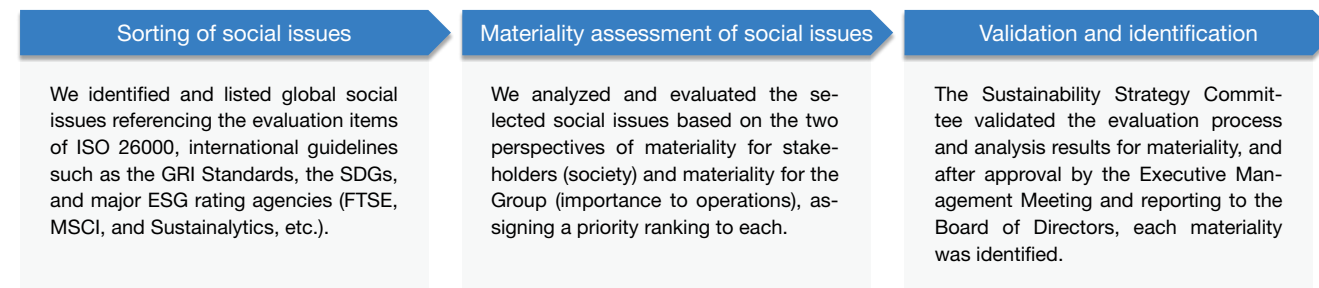 Sorting of social issues
We identified and listed global social
issues referencing the evaluation items
of ISO 26000, international guidelines
such as the GRI Standards, the SDGs,
and major ESG rating agencies (FTSE,
MSCI, and Sustainalytics, etc.).
Materiality assessment of social issues
We analyzed and evaluated the se-
lected social issues based on the two
perspectives of materiality for stake-
holders (society) and materiality for the
Group (importance to operations), as-
signing a priority ranking to each.
Validation and identification
The Sustainability Strategy Commit-
tee validated the evaluation process
and analysis results for materiality, and
after approval by the Executive Man-
agement Meeting and reporting to the
Board of Directors, each materiality
was identified.